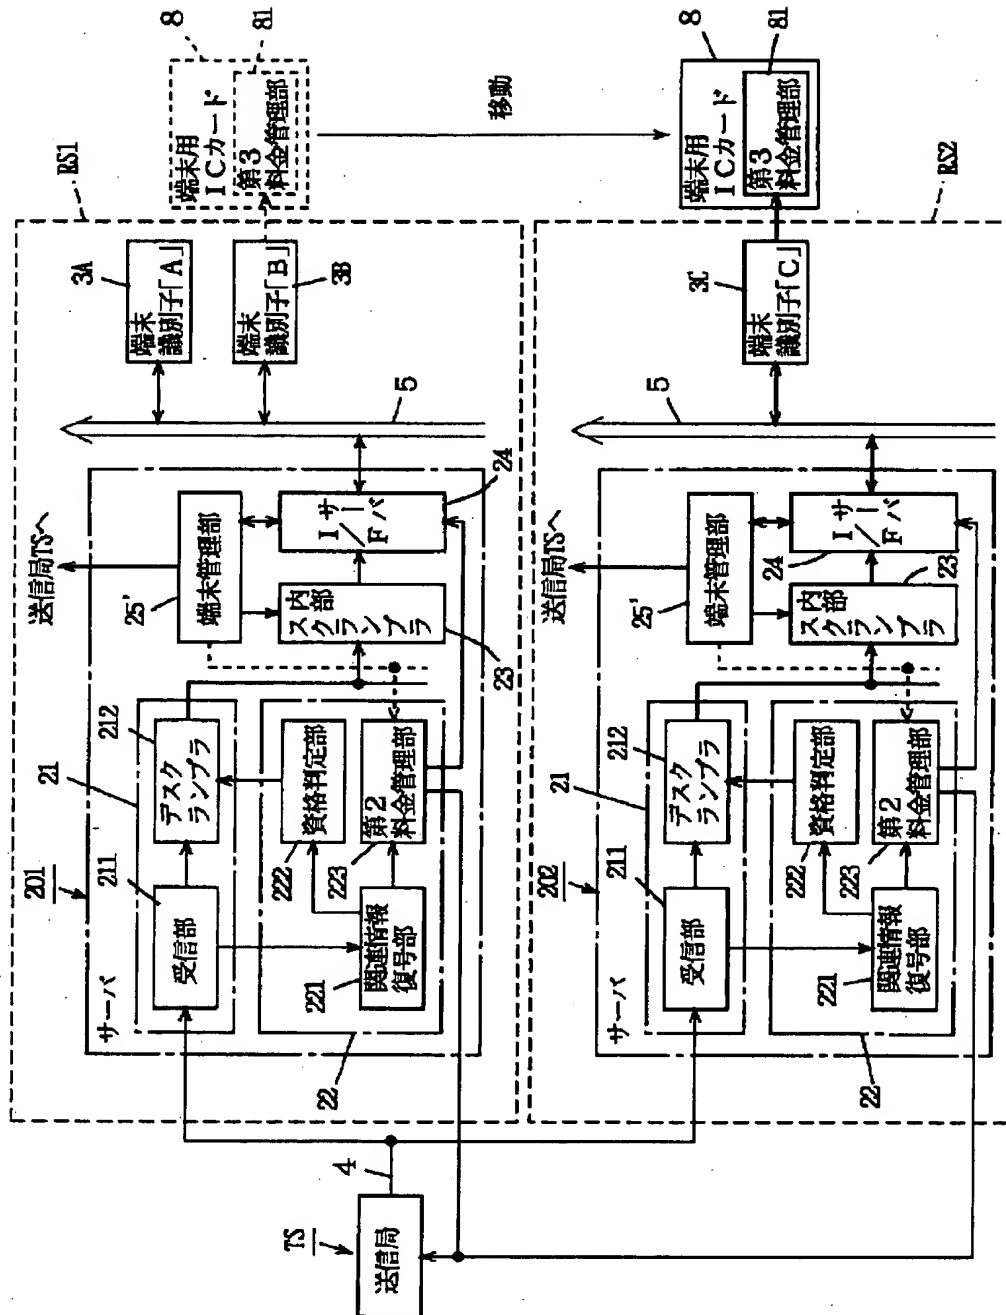 RS1
3A
端末
識別子「A」
端末
識別子「B」
3B
端末用
ICカード
第3
料金管理部
8
81
移動
5
送信局TSへ
25'
端末管理部
サーバ
I/F
24
内部
スクランブラ
23
サーバ
201
21
211
受信部
212
デスク
ランブラ
222
資格判定部
223
第2
料金管理部
221
関連情報
復号部
22
TS
送信局
4
RS2
3C
端末
識別子「C」
端末用
ICカード
第3
料金管理部
8
81
5
送信局TSへ
25'
端末管理部
サーバ
I/F
24
内部
スクランブラ
23
サーバ
202
21
211
受信部
212
デスク
ランブラ
222
資格判定部
223
第2
料金管理部
221
関連情報
復号部
22